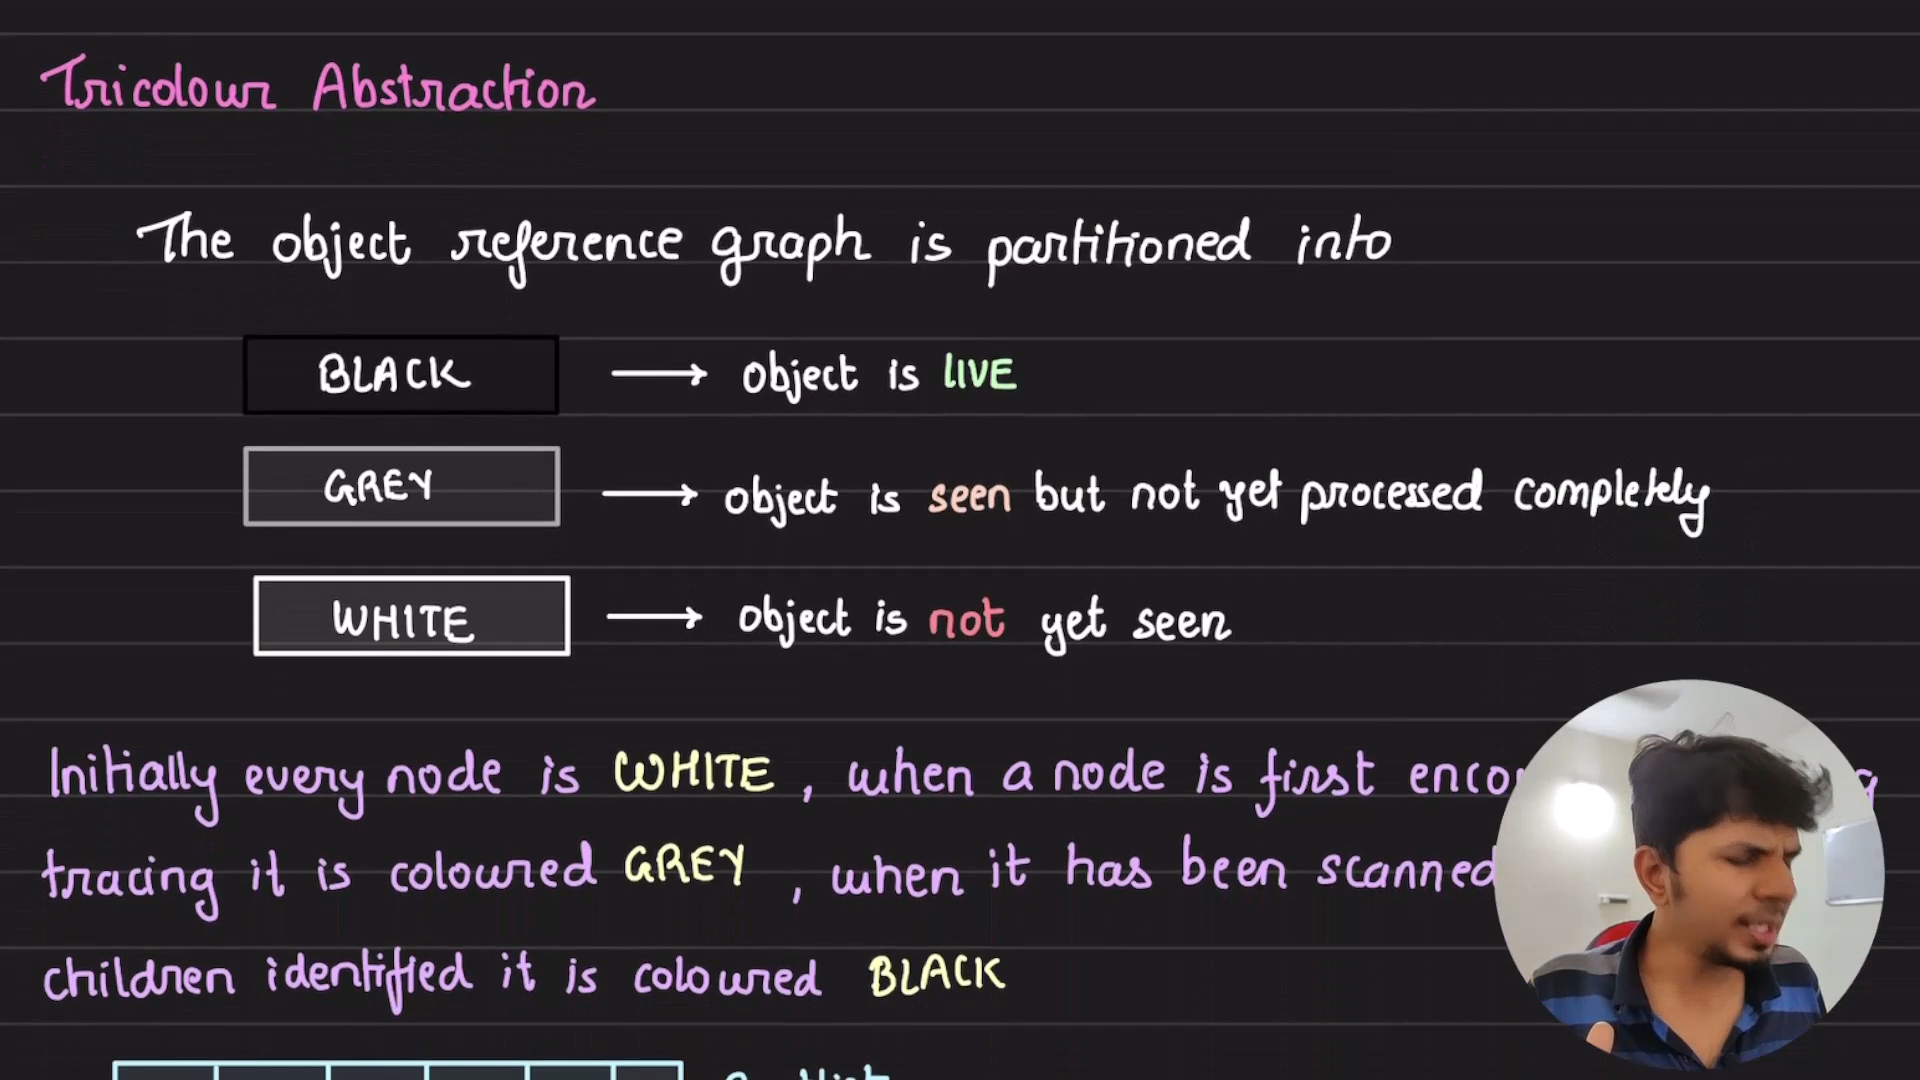 Tricolour Abstraction
The object reference graph is partitioned into
BLACK → object is LIVE
GREY → object is seen but not yet processed completely
WHITE → object is not yet seen
Initially every node is WHITE, when a node is first
tracing it is coloured GREY, when it has been scanned
children identified it is coloured BLACK